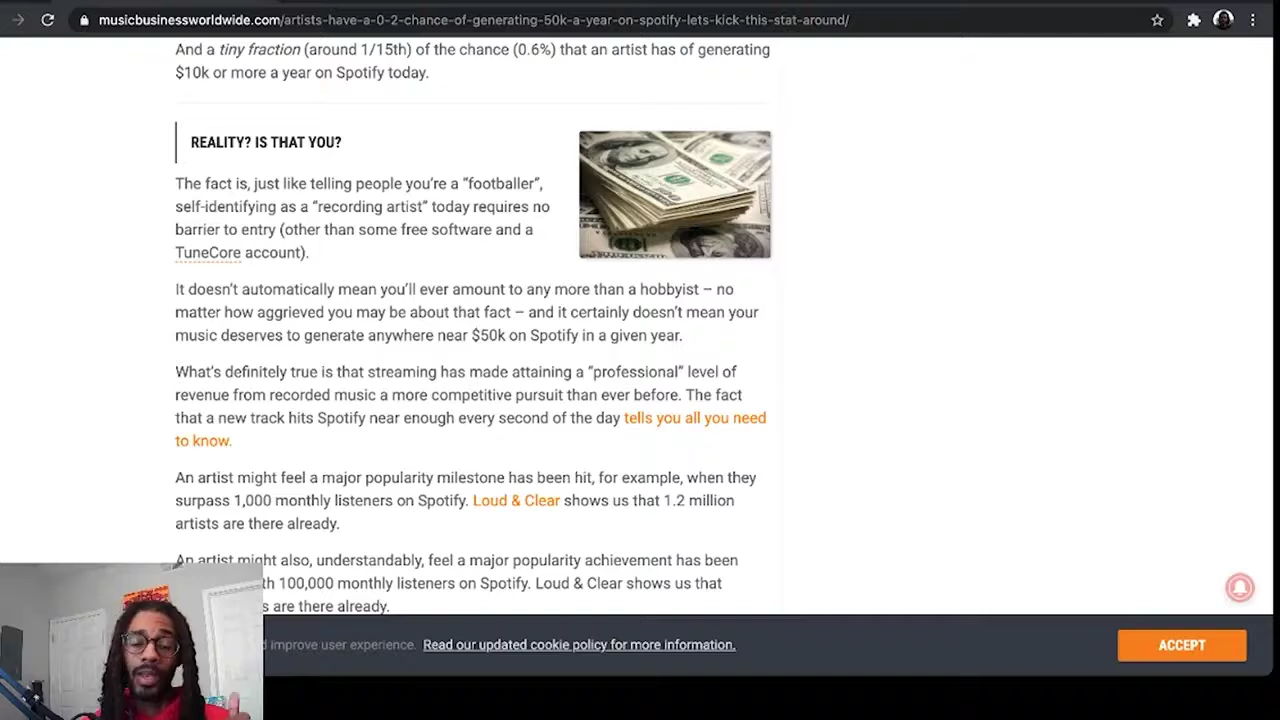 musicbusinessworldwide.com/artists-have-a-0-2-chance-of-generating-50k-a-year-on-spotify-lets-kick-this-stat-around/
And a tiny fraction (around 1/15th) of the chance (0.6%) that an artist has of generating
$10k or more a year on Spotify today.
REALITY? IS THAT YOU?
The fact is, just like telling people you’re a “footballer”,
self-identifying as a “recording artist” today requires no
barrier to entry (other than some free software and a
TuneCore account).
It doesn’t automatically mean you’ll ever amount to any more than a hobbyist – no
matter how aggrieved you may be about that fact – and it certainly doesn’t mean your
music deserves to generate anywhere near $50k on Spotify in a given year.
What’s definitely true is that streaming has made attaining a “professional” level of
revenue from recorded music a more competitive pursuit than ever before. The fact
that a new track hits Spotify near enough every second of the day tells you all you need
to know.
An artist might feel a major popularity milestone has been hit, for example, when they
surpass 1,000 monthly listeners on Spotify. Loud & Clear shows us that 1.2 million
artists are there already.
An artist might also, understandably, feel a major popularity achievement has been
100,000 monthly listeners on Spotify. Loud & Clear shows us that
are there already.
improve user experience. Read our updated cookie policy for more information.
ACCEPT